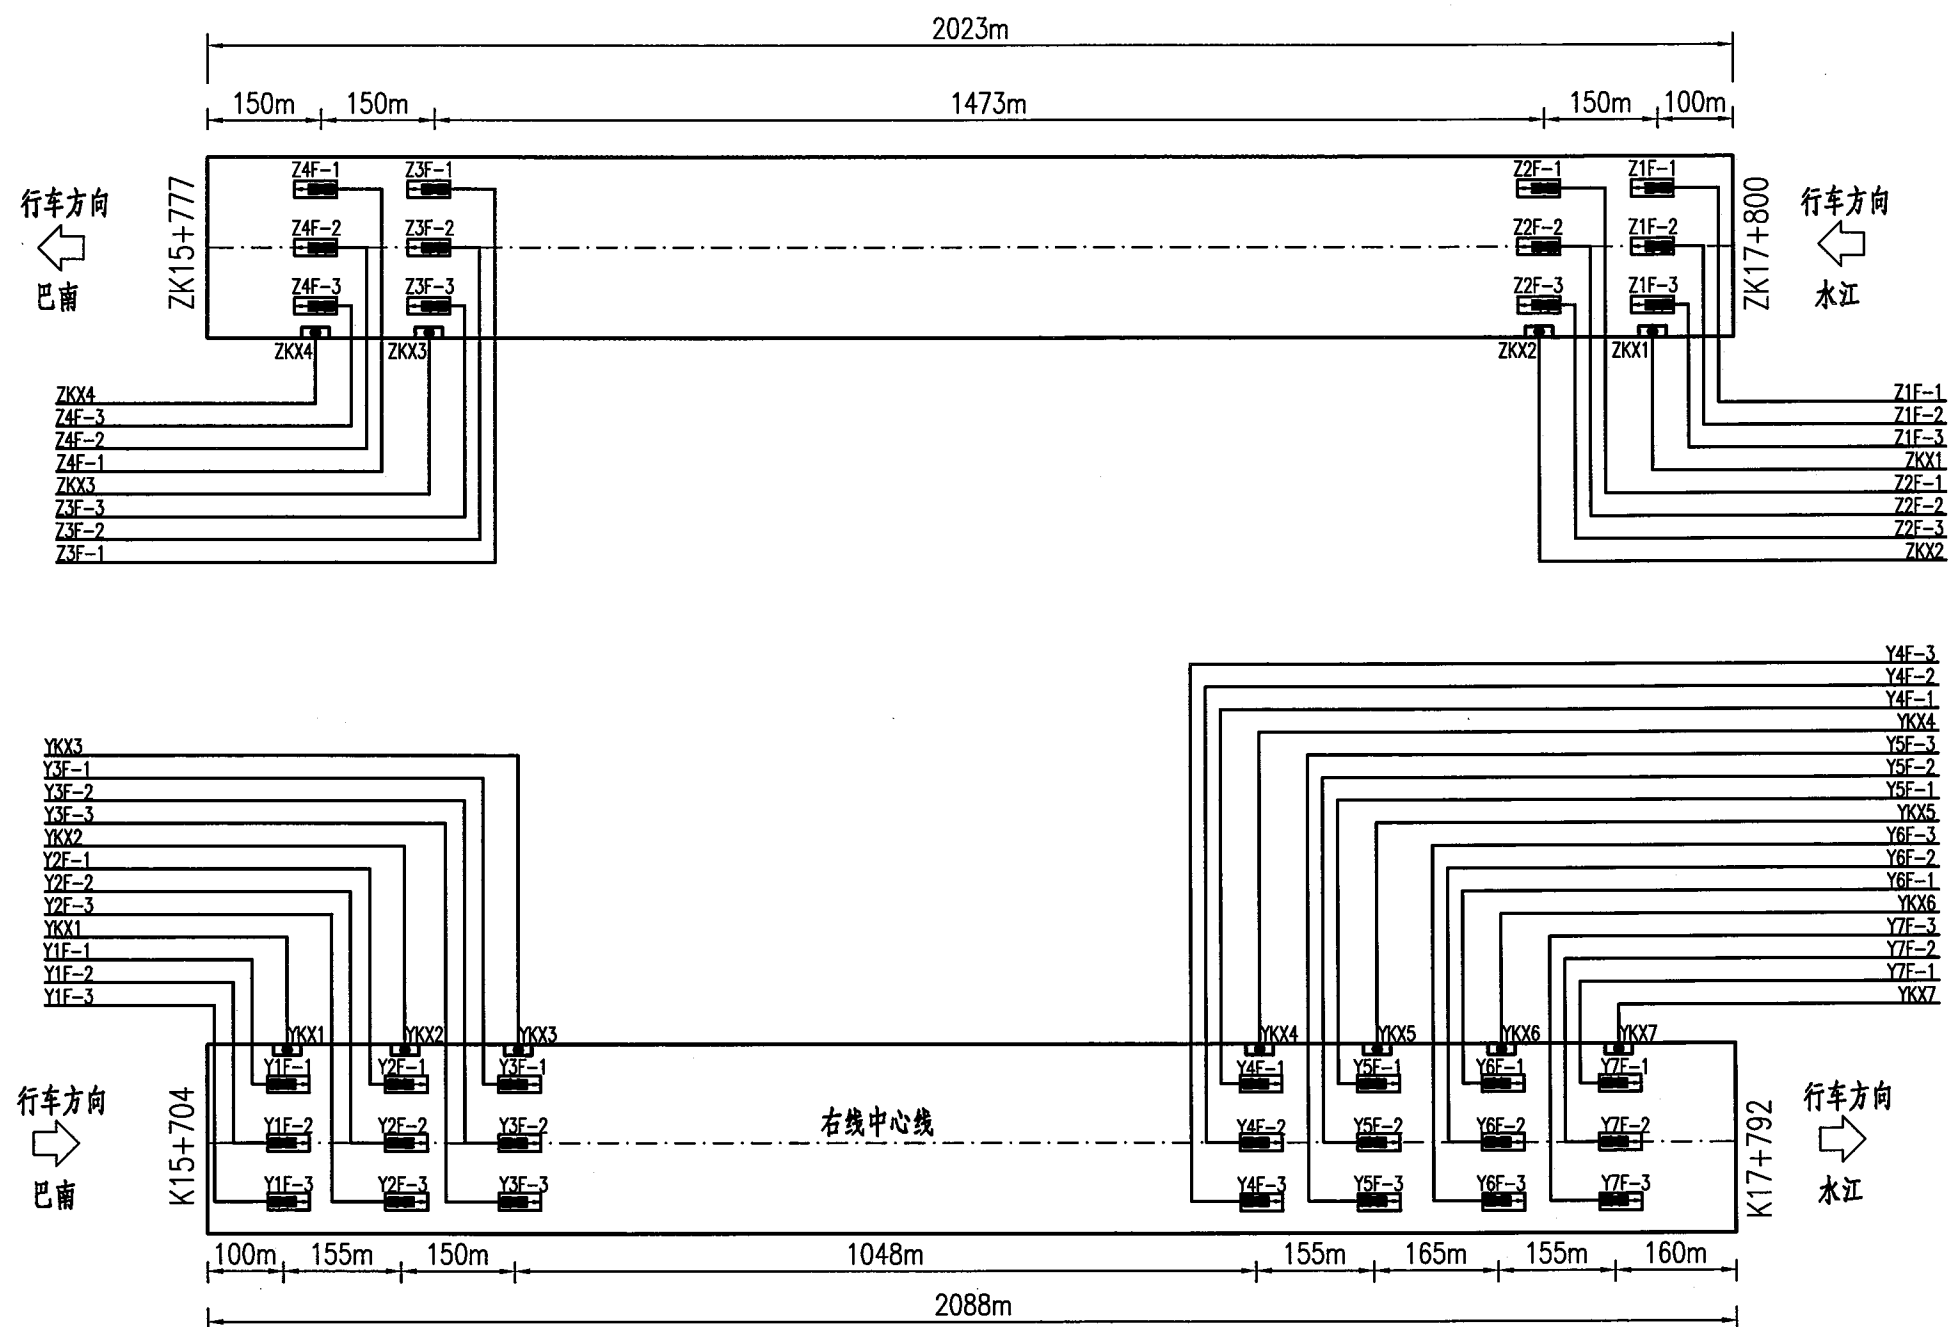 2023m
150m 150m 1473m 150m 100m
Z4F-1 Z3F-1 Z2F-1 Z1F-1
Z4F-2 Z3F-2 Z2F-2 Z1F-2
Z4F-3 Z3F-3 Z2F-3 Z1F-3
行车方向
巴南
ZK15+777
ZK17+800
行车方向
水江
ZKX4 ZKX3 ZKX2 ZKX1
ZKX4
Z4F-3
Z4F-2
Z4F-1
ZKX3
Z3F-3
Z3F-2
Z3F-1
Z1F-1
Z1F-2
Z1F-3
ZKX1
Z2F-1
Z2F-2
Z2F-3
ZKX2
YKX3
Y3F-1
Y3F-2
Y3F-3
YKX2
Y2F-1
Y2F-2
Y2F-3
YKX1
Y1F-1
Y1F-2
Y1F-3
Y4F-3
Y4F-2
Y4F-1
YKX4
Y5F-3
Y5F-2
Y5F-1
YKX5
Y6F-3
Y6F-2
Y6F-1
YKX6
Y7F-3
Y7F-2
Y7F-1
YKX7
YKX1 YKX2 YKX3 YKX4 YKX5 YKX6 YKX7
Y1F-1 Y2F-1 Y3F-1 Y4F-1 Y5F-1 Y6F-1 Y7F-1
Y1F-2 Y2F-2 Y3F-2 右线中心线 Y4F-2 Y5F-2 Y6F-2 Y7F-2
Y1F-3 Y2F-3 Y3F-3 Y4F-3 Y5F-3 Y6F-3 Y7F-3
行车方向
巴南
K15+704
K17+792
行车方向
水江
100m 155m 150m 1048m 155m 165m 155m 160m
2088m